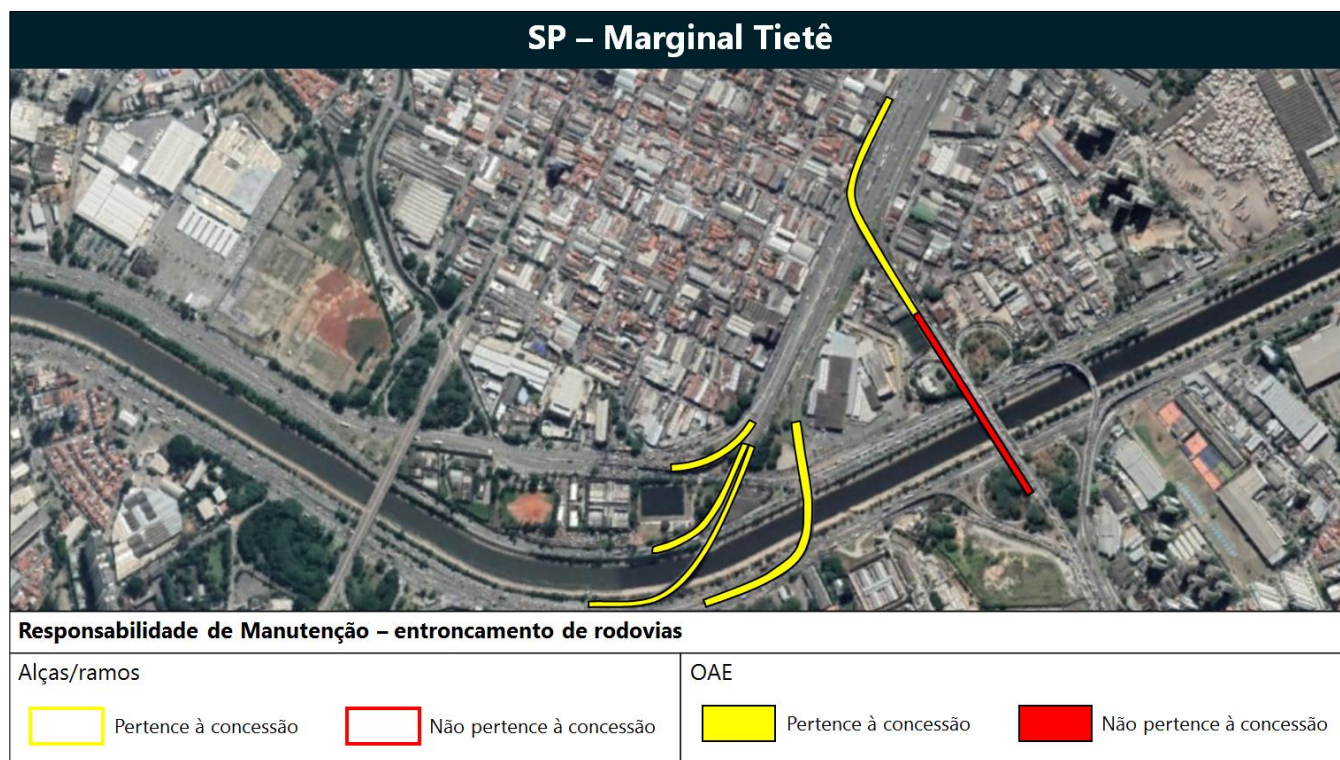 SP – Marginal Tietê
Responsabilidade de Manutenção – entroncamento de rodovias
Alças/ramos
Pertence à concessão
Não pertence à concessão
OAE
Pertence à concessão
Não pertence à concessão